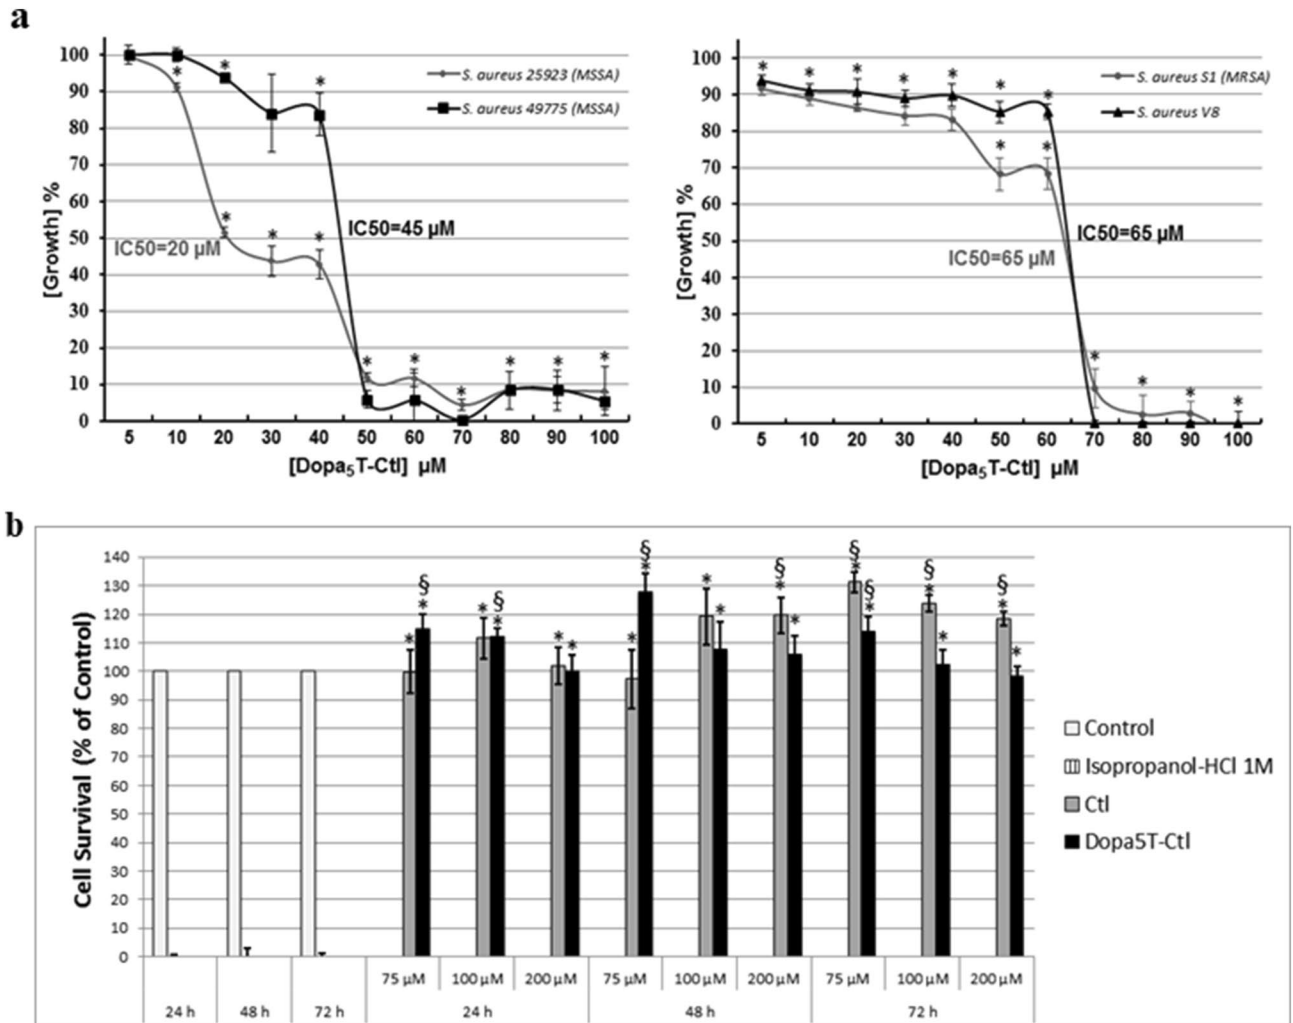 a
100
90
80
70
60
50
40
30
20
10
0
[Growth] %
* * * * * * * * * * * * *
S. aureus 25923 (MSSA)
S. aureus 49775 (MSSA)
IC50=20 µM
IC50=45 µM
5 10 20 30 40 50 60 70 80 90 100
[Dopa₅T-Ctl] µM
100
90
80
70
60
50
40
30
20
10
0
[Growth] %
* * * * * * * * * * * * *
S. aureus S1 (MRSA)
S. aureus V8
IC50=65 µM
IC50=65 µM
5 10 20 30 40 50 60 70 80 90 100
[Dopa₅T-Ctl] µM
b
140
130
120
110
100
90
80
70
60
50
40
30
20
10
0
Cell Survival (% of Control)
§ § § § § § § §
* * * * * * * * * * * * * * * * * *
75 µM 100 µM 200 µM 75 µM 100 µM 200 µM 75 µM 100 µM 200 µM
24 h 48 h 72 h 24 h 48 h 72 h
Control
Isopropanol-HCl 1M
Ctl
Dopa5T-Ctl